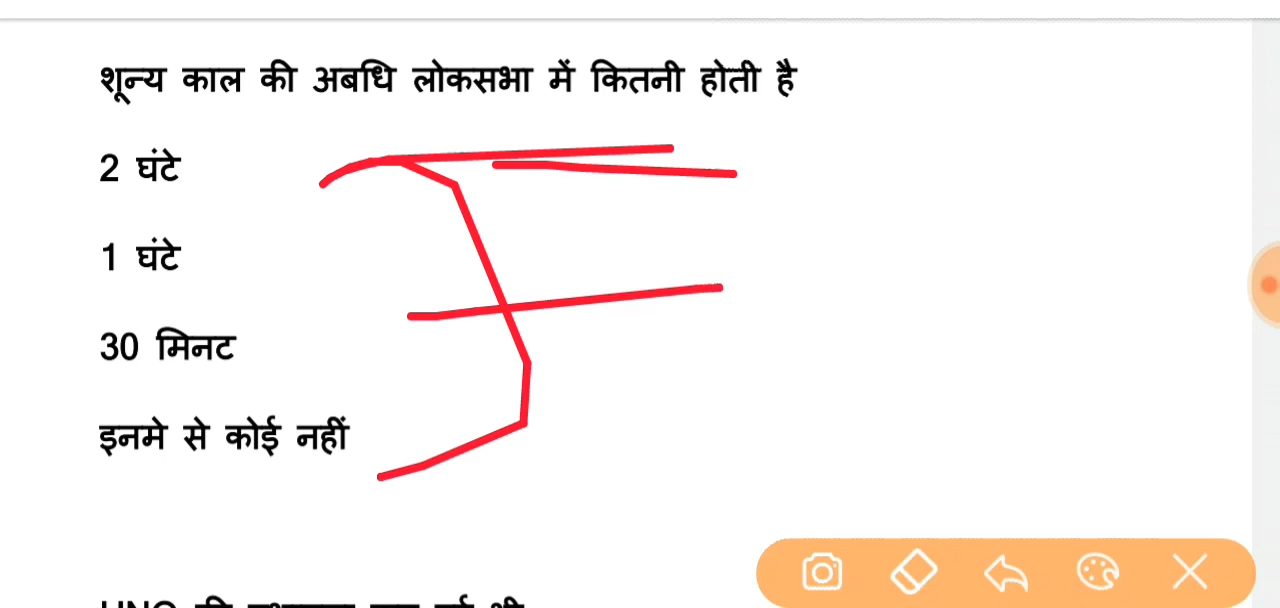 शून्य काल की अबधि लोकसभा में कितनी होती है
2 घंटे
1 घंटे
30 मिनट
इनमे से कोई नहीं